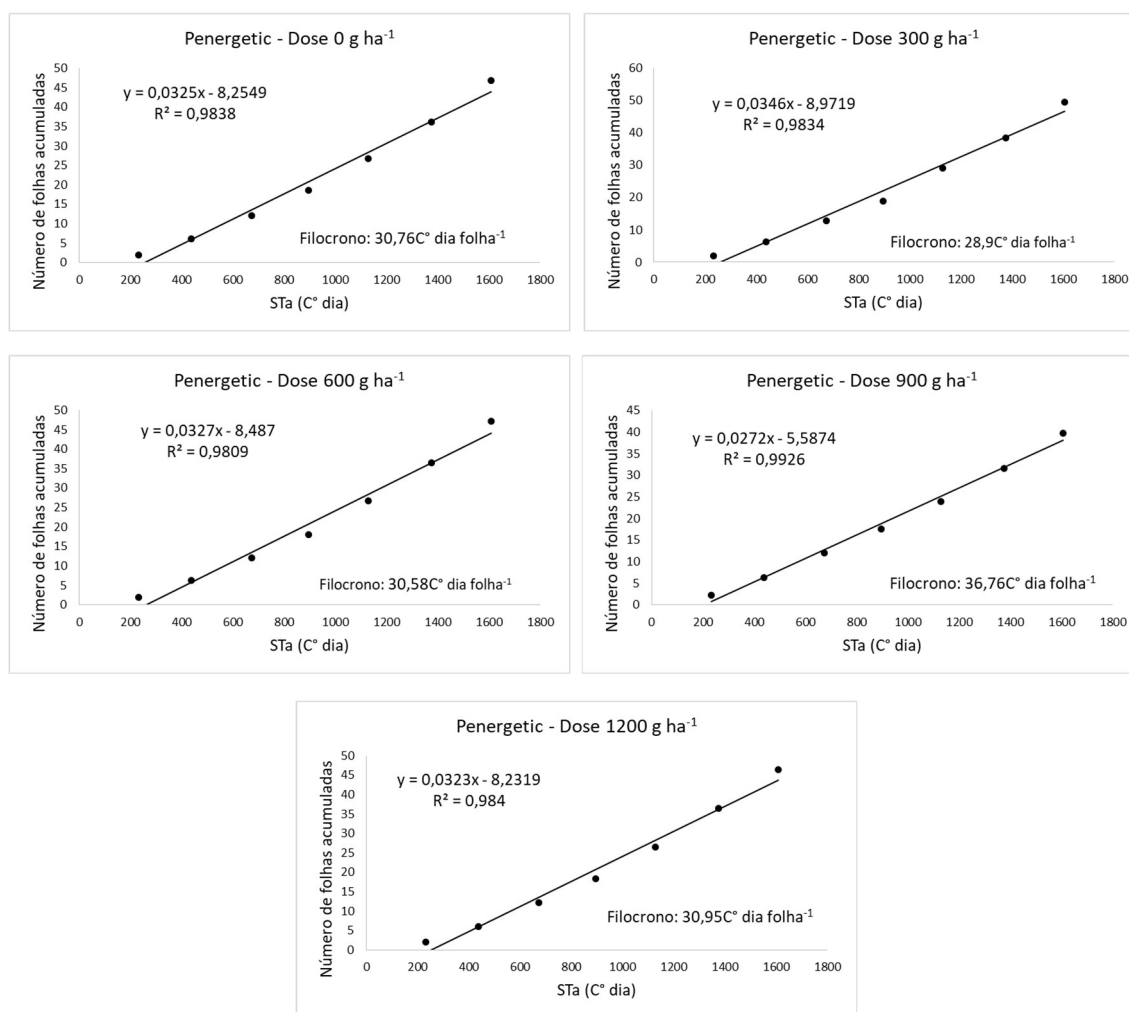 Penergetic - Dose 0 g ha⁻¹
Número de folhas acumuladas
50
45
40
35
30
25
20
15
10
5
0
y = 0,0325x - 8,2549
R² = 0,9838
Filocrono: 30,76C° dia folha⁻¹
0 200 400 600 800 1000 1200 1400 1600 1800
STa (C° dia)
Penergetic - Dose 300 g ha⁻¹
Número de folhas acumuladas
60
50
40
30
20
10
0
y = 0,0346x - 8,9719
R² = 0,9834
Filocrono: 28,9C° dia folha⁻¹
0 200 400 600 800 1000 1200 1400 1600 1800
STa (C° dia)
Penergetic - Dose 600 g ha⁻¹
Número de folhas acumuladas
50
45
40
35
30
25
20
15
10
5
0
y = 0,0327x - 8,487
R² = 0,9809
Filocrono: 30,58C° dia folha⁻¹
0 200 400 600 800 1000 1200 1400 1600 1800
STa (C° dia)
Penergetic - Dose 900 g ha⁻¹
Número de folhas acumuladas
45
40
35
30
25
20
15
10
5
0
y = 0,0272x - 5,5874
R² = 0,9926
Filocrono: 36,76C° dia folha⁻¹
0 200 400 600 800 1000 1200 1400 1600 1800
STa (C° dia)
Penergetic - Dose 1200 g ha⁻¹
Número de folhas acumuladas
50
45
40
35
30
25
20
15
10
5
0
y = 0,0323x - 8,2319
R² = 0,984
Filocrono: 30,95C° dia folha⁻¹
0 200 400 600 800 1000 1200 1400 1600 1800
STa (C° dia)